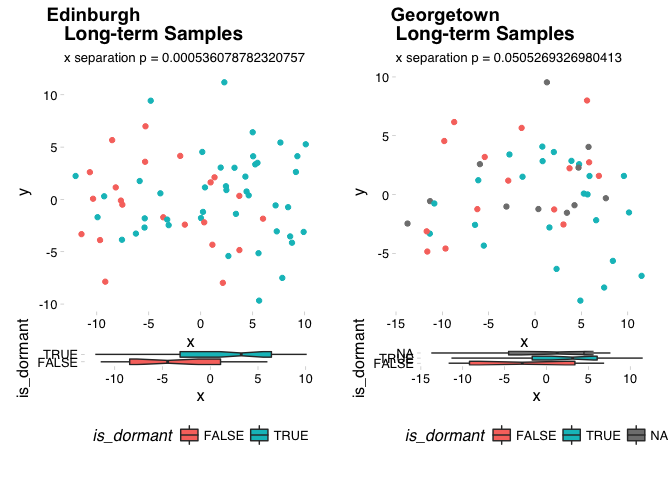 Edinburgh
Long-term Samples
x separation p = 0.000536078782320757
10
5
0
-5
-10
y
-10 -5 0 5 10
x
is_dormant
TRUE
FALSE
-10 -5 0 5 10
x
is_dormant FALSE TRUE
Georgetown
Long-term Samples
x separation p = 0.0505269326980413
10
5
0
-5
y
-15 -10 -5 0 5 10
x
is_dormant
NA
TRUE
FALSE
-15 -10 -5 0 5 10
x
is_dormant FALSE TRUE NA